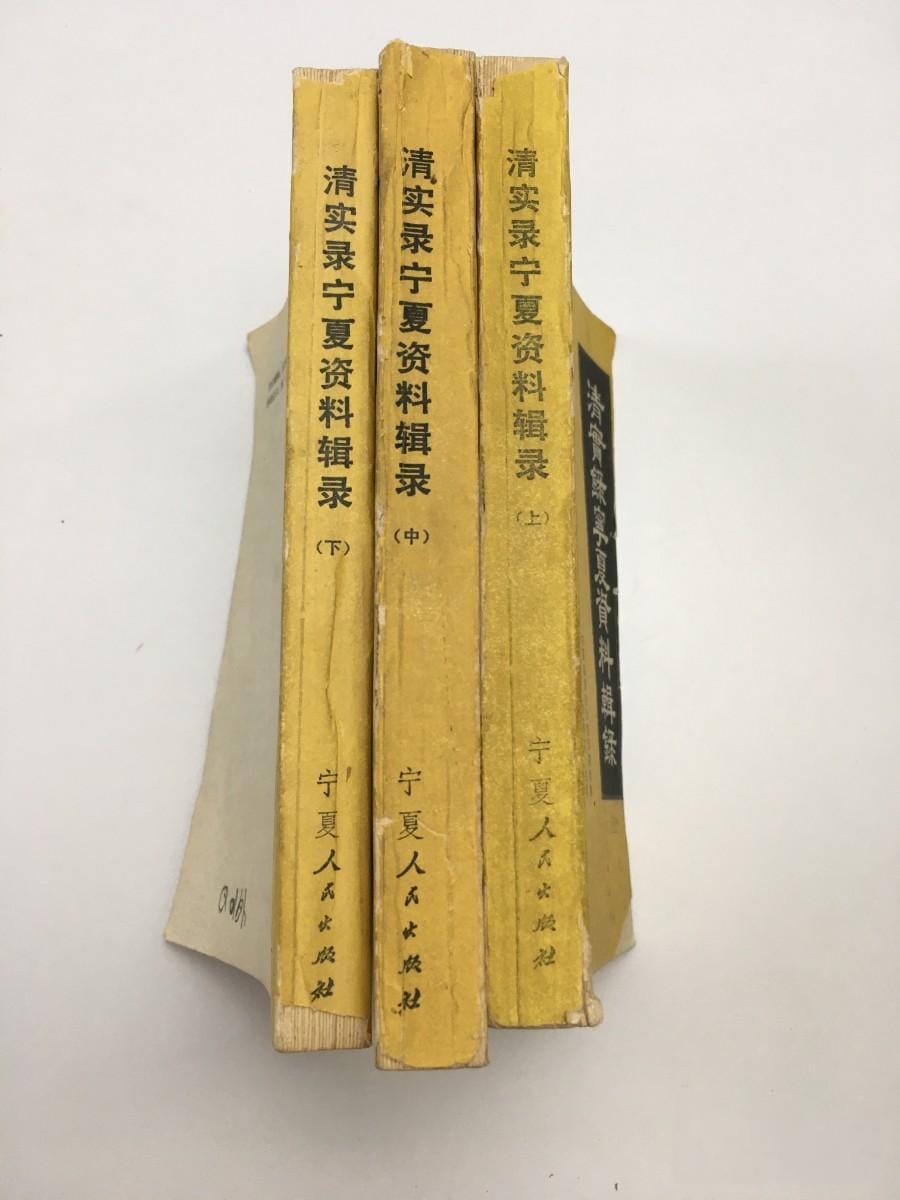 清实录宁夏资料辑录
（下）
宁夏人民出版社
清实录宁夏资料辑录
（中）
宁夏人民出版社
清实录宁夏资料辑录
（上）
宁夏人民出版社
清實錄寧夏資料輯錄